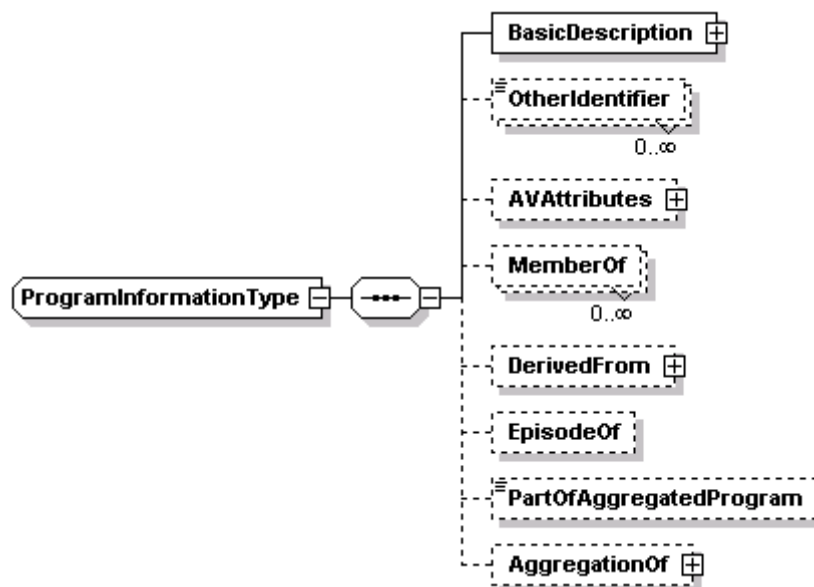 BasicDescription
OtherIdentifier
0..∞
AVAttributes
MemberOf
0..∞
ProgramInformationType
DerivedFrom
EpisodeOf
PartOfAggregatedProgram
AggregationOf